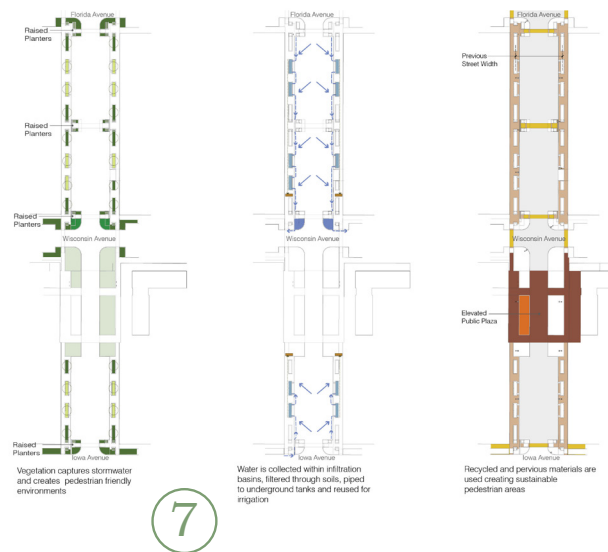 Florida Avenue
Raised
Planters
Raised
Planters
Raised
Planters
Wisconsin Avenue
Raised
Planters
Iowa Avenue
Vegetation captures stormwater
and creates pedestrian friendly
environments
Florida Avenue
Wisconsin Avenue
Iowa Avenue
Water is collected within infiltration
basins, filtered through soils, piped
to underground tanks and reused for
irrigation
Florida Avenue
Previous
Street Width
Wisconsin Avenue
Elevated
Public Plaza
Iowa Avenue
Recycled and pervious materials are
used creating sustainable
pedestrian areas
7